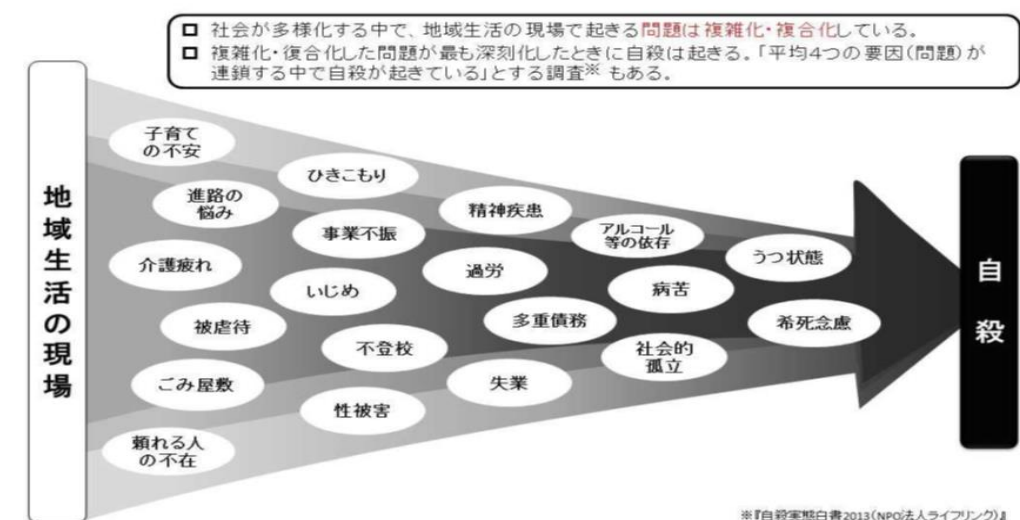 □ 社会が多様化する中で、地域生活の現場で起きる問題は複雑化・複合化している。
□ 複雑化・復合化した問題が最も深刻化したときに自殺は起きる。「平均4つの要因(問題)が
連鎖する中で自殺が起きている」とする調査※ もある。
地域生活の現場
子育て
の不安
進路の
悩み
介護疲れ
被虐待
ごみ屋敷
頼れる人
の不在
ひきこもり
事業不振
いじめ
不登校
性被害
精神疾患
過労
多重債務
失業
アルコール
等の依存
病苦
社会的
孤立
うつ状態
希死念慮
自殺
※『自殺実態白書2013(NPO法人ライフリンク)』